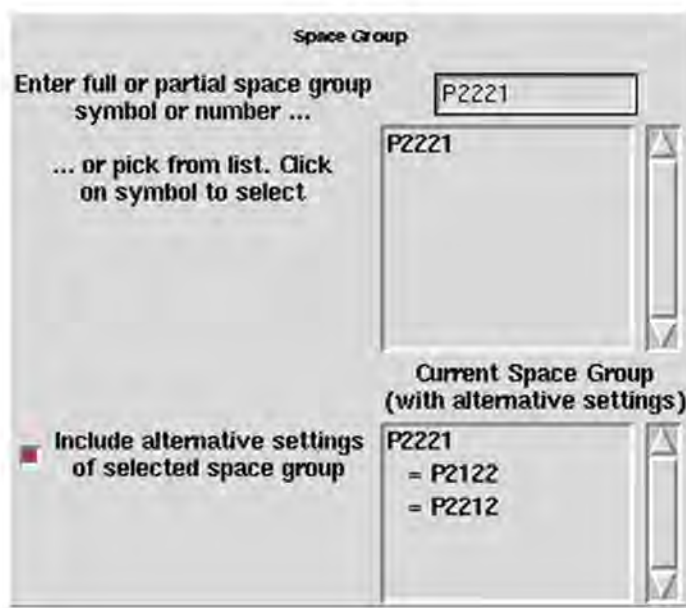 Space Group
Enter full or partial space group
symbol or number ...
P2221
... or pick from list. Click
on symbol to select
P2221
Current Space Group
(with alternative settings)
Include alternative settings
of selected space group
P2221
= P2122
= P2212